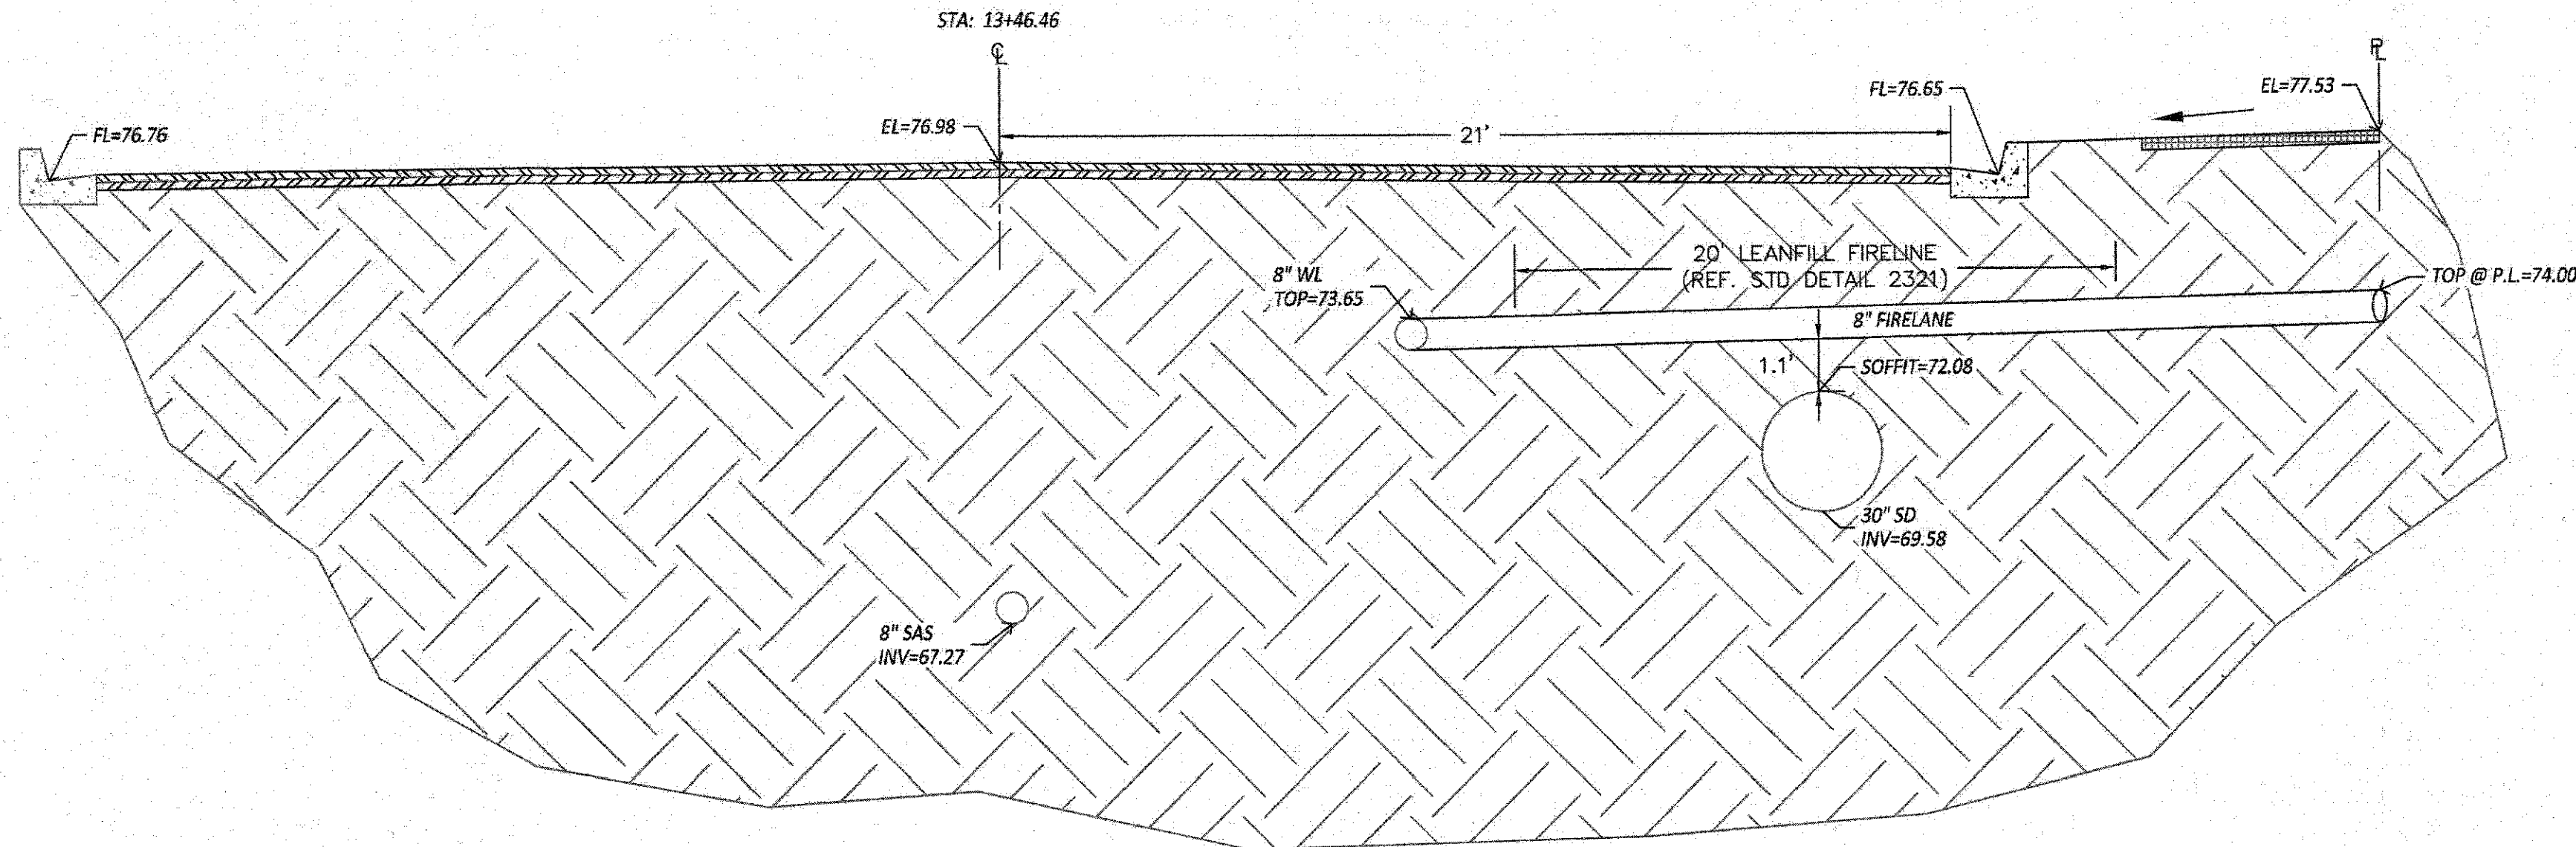 STA: 13+46.46
CL
PL
FL=76.76
EL=76.98
21'
FL=76.65
EL=77.53
20' LEANFILL FIRELINE
(REF. STD DETAIL 2321)
8" WL
TOP=73.65
TOP @ P.L.=74.00
8" FIRELANE
1.1'
SOFFIT=72.08
30" SD
INV=69.58
8" SAS
INV=67.27